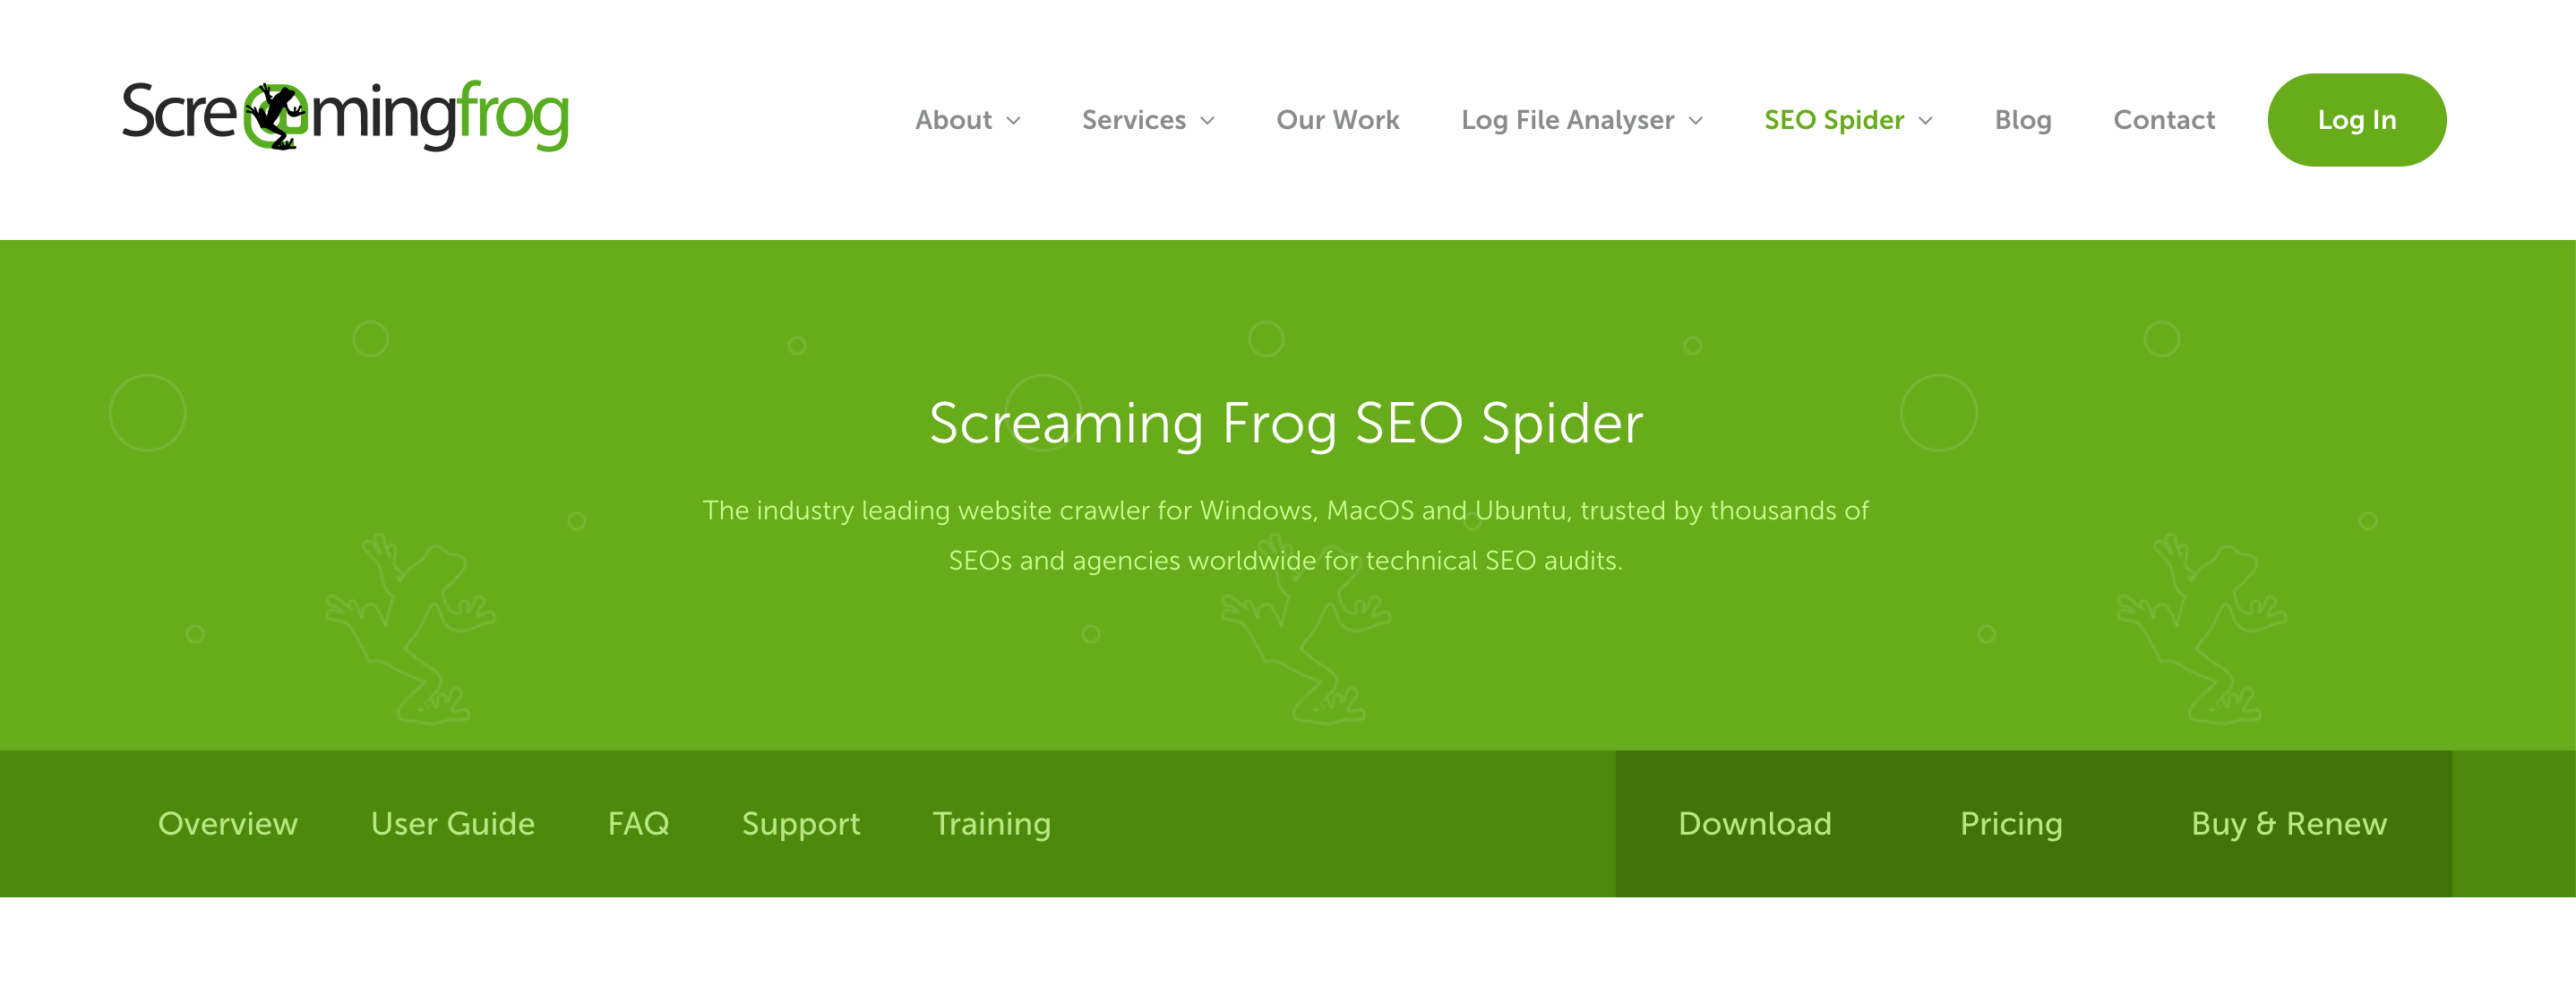 Screamingfrog
About
Services
Our Work
Log File Analyser
SEO Spider
Blog
Contact
Log In
Screaming Frog SEO Spider
The industry leading website crawler for Windows, MacOS and Ubuntu, trusted by thousands of
SEOs and agencies worldwide for technical SEO audits.
Overview
User Guide
FAQ
Support
Training
Download
Pricing
Buy & Renew